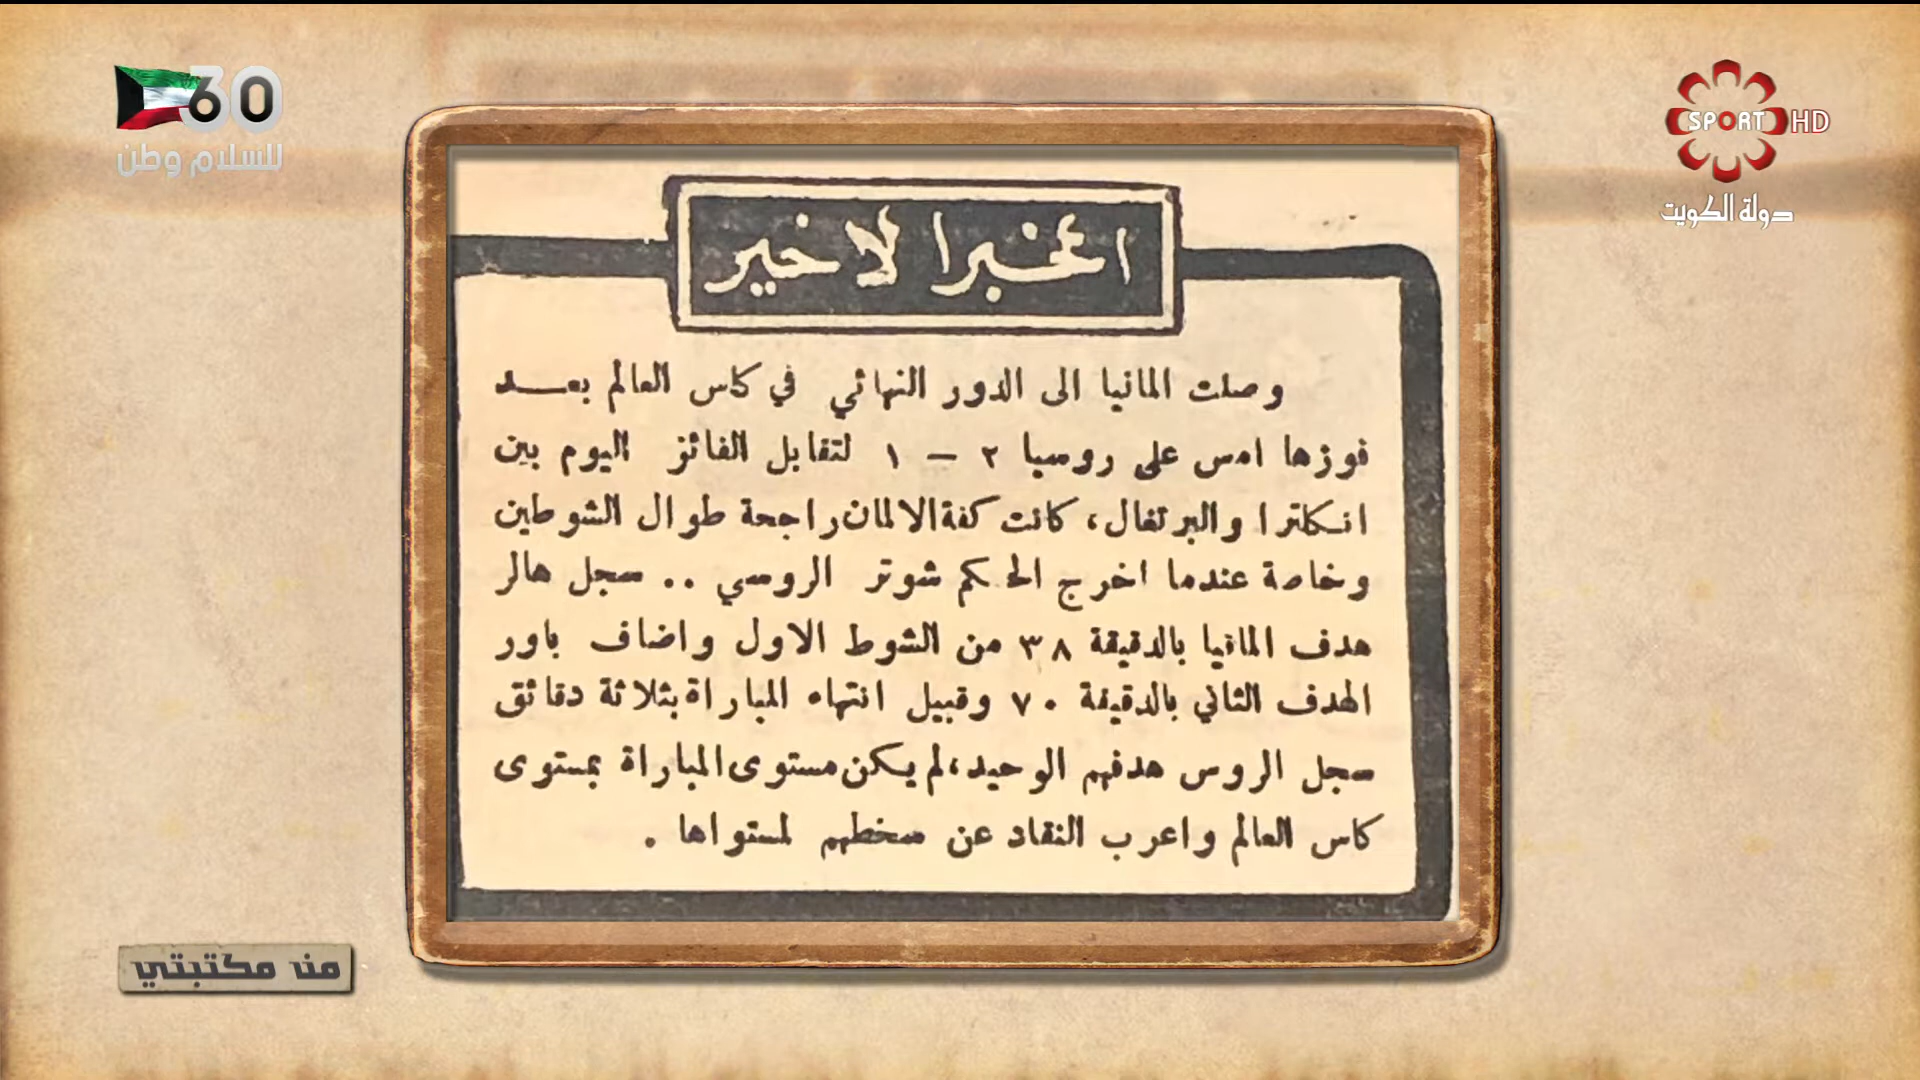 60
للسلام وطن
SPORT HD
دولة الكويت
الخبر الاخير
وصلت المانيا الى الدور النهائي في كاس العالم بعـــد
فوزها امس على روسيا ٢ – ١ لتقابل الفائز اليوم بين
انكلترا والبرتغال، كانت كفة الالمان راجحة طوال الشوطين
وخاصة عندما اخرج الحكم شوتر الروسي .. سجل هالر
هدف المانيا بالدقيقة ٣٨ من الشوط الاول واضاف باور
الهدف الثاني بالدقيقة ٧٠ وقبيل انتهاء المباراة بثلاثة دقائق
سجل الروس هدفهم الوحيد، لم يكن مستوى المباراة بمستوى
كاس العالم واعرب النقاد عن سخطهم لمستواها .
من مكتبتي